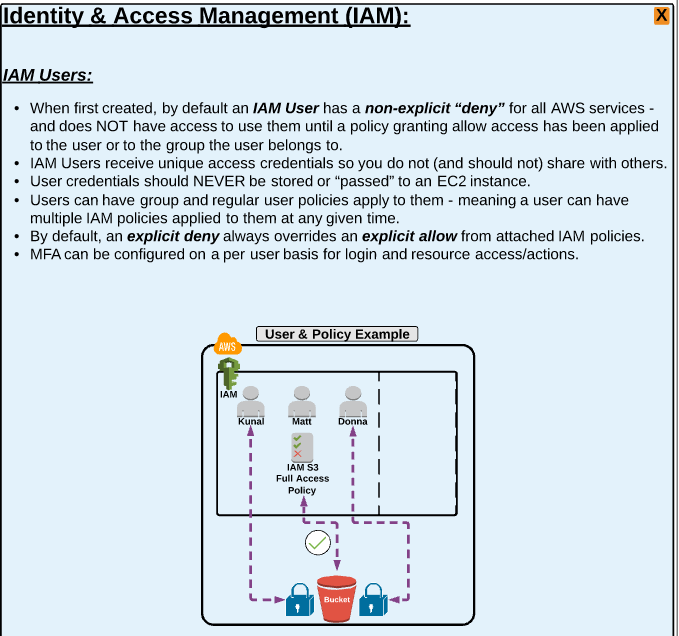 Identity & Access Management (IAM):
X
IAM Users:
• When first created, by default an IAM User has a non-explicit “deny” for all AWS services -
and does NOT have access to use them until a policy granting allow access has been applied
to the user or to the group the user belongs to.
• IAM Users receive unique access credentials so you do not (and should not) share with others.
• User credentials should NEVER be stored or “passed” to an EC2 instance.
• Users can have group and regular user policies apply to them - meaning a user can have
multiple IAM policies applied to them at any given time.
• By default, an explicit deny always overrides an explicit allow from attached IAM policies.
• MFA can be configured on a per user basis for login and resource access/actions.
User & Policy Example
AWS
IAM
Kunal
Matt
Donna
IAM S3
Full Access
Policy
Bucket